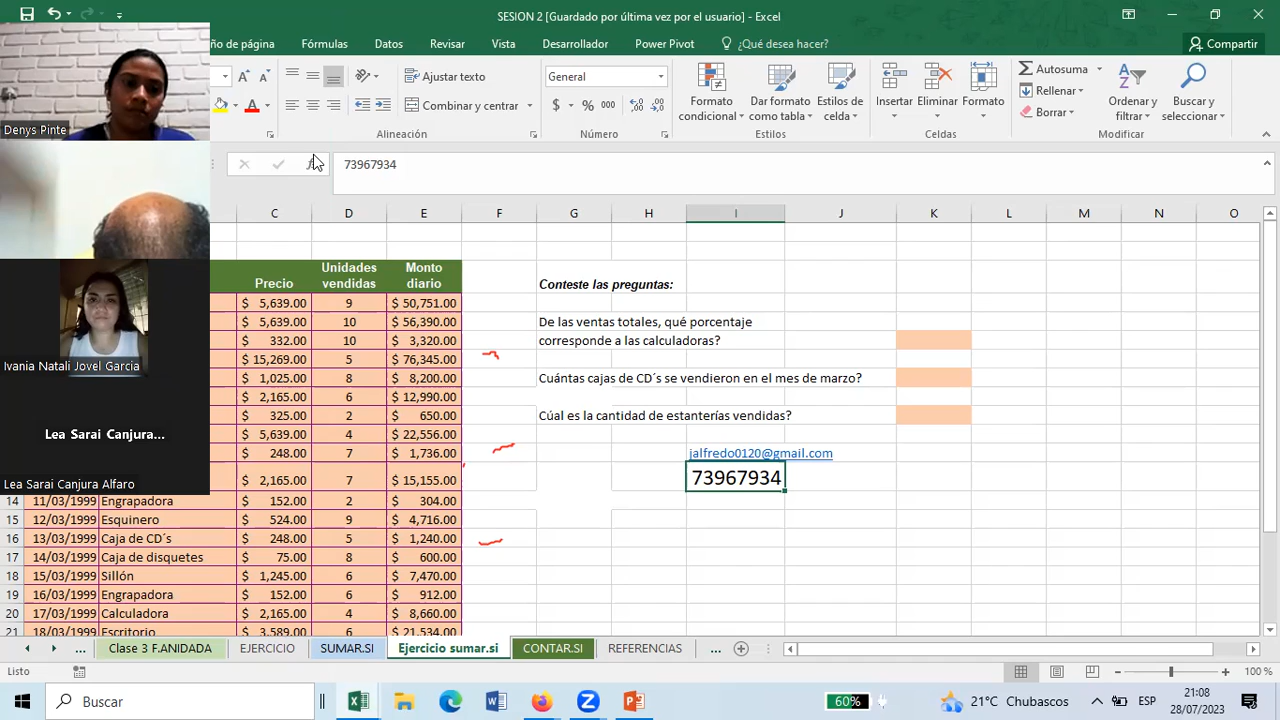 SESION 2 [Guardado por última vez por el usuario] - Excel
ño de página
Fórmulas
Datos
Revisar
Vista
Desarrollador
Power Pivot
¿Qué desea hacer?
Compartir
Ajustar texto
General
Autosuma
Rellenar
Borrar
Combinar y centrar
$ % 000
Formato condicional
Dar formato como tabla
Estilos de celda
Insertar
Eliminar
Formato
Ordenar y filtrar
Buscar y seleccionar
Alineación
Número
Estilos
Celdas
Modificar
Denys Pinte
73967934
C D E F G H I J K L M N O
Precio
Unidades vendidas
Monto diario
$ 5,639.00 9 $ 50,751.00
$ 5,639.00 10 $ 56,390.00
$ 332.00 10 $ 3,320.00
$ 15,269.00 5 $ 76,345.00
$ 1,025.00 8 $ 8,200.00
$ 2,165.00 6 $ 12,990.00
$ 325.00 2 $ 650.00
$ 5,639.00 4 $ 22,556.00
$ 248.00 7 $ 1,736.00
$ 2,165.00 7 $ 15,155.00
14 11/03/1999 Engrapadora $ 152.00 2 $ 304.00
15 12/03/1999 Esquinero $ 524.00 9 $ 4,716.00
16 13/03/1999 Caja de CD´s $ 248.00 5 $ 1,240.00
17 14/03/1999 Caja de disquetes $ 75.00 8 $ 600.00
18 15/03/1999 Sillón $ 1,245.00 6 $ 7,470.00
19 16/03/1999 Engrapadora $ 152.00 6 $ 912.00
20 17/03/1999 Calculadora $ 2,165.00 4 $ 8,660.00
21 18/03/1999 Escritorio $ 3,589.00 6 $ 21,534.00
Conteste las preguntas:
De las ventas totales, qué porcentaje
corresponde a las calculadoras?
Cuántas cajas de CD´s se vendieron en el mes de marzo?
Cúal es la cantidad de estanterías vendidas?
jalfredo0120@gmail.com
73967934
Ivania Natali Jovel Garcia
Lea Sarai Canjura...
Lea Sarai Canjura Alfaro
... Clase 3 F.ANIDADA EJERCICIO SUMAR.SI Ejercicio sumar.si CONTAR.SI REFERENCIAS ...
Listo
100 %
Buscar
60%
21°C Chubascos
ESP
21:08
28/07/2023